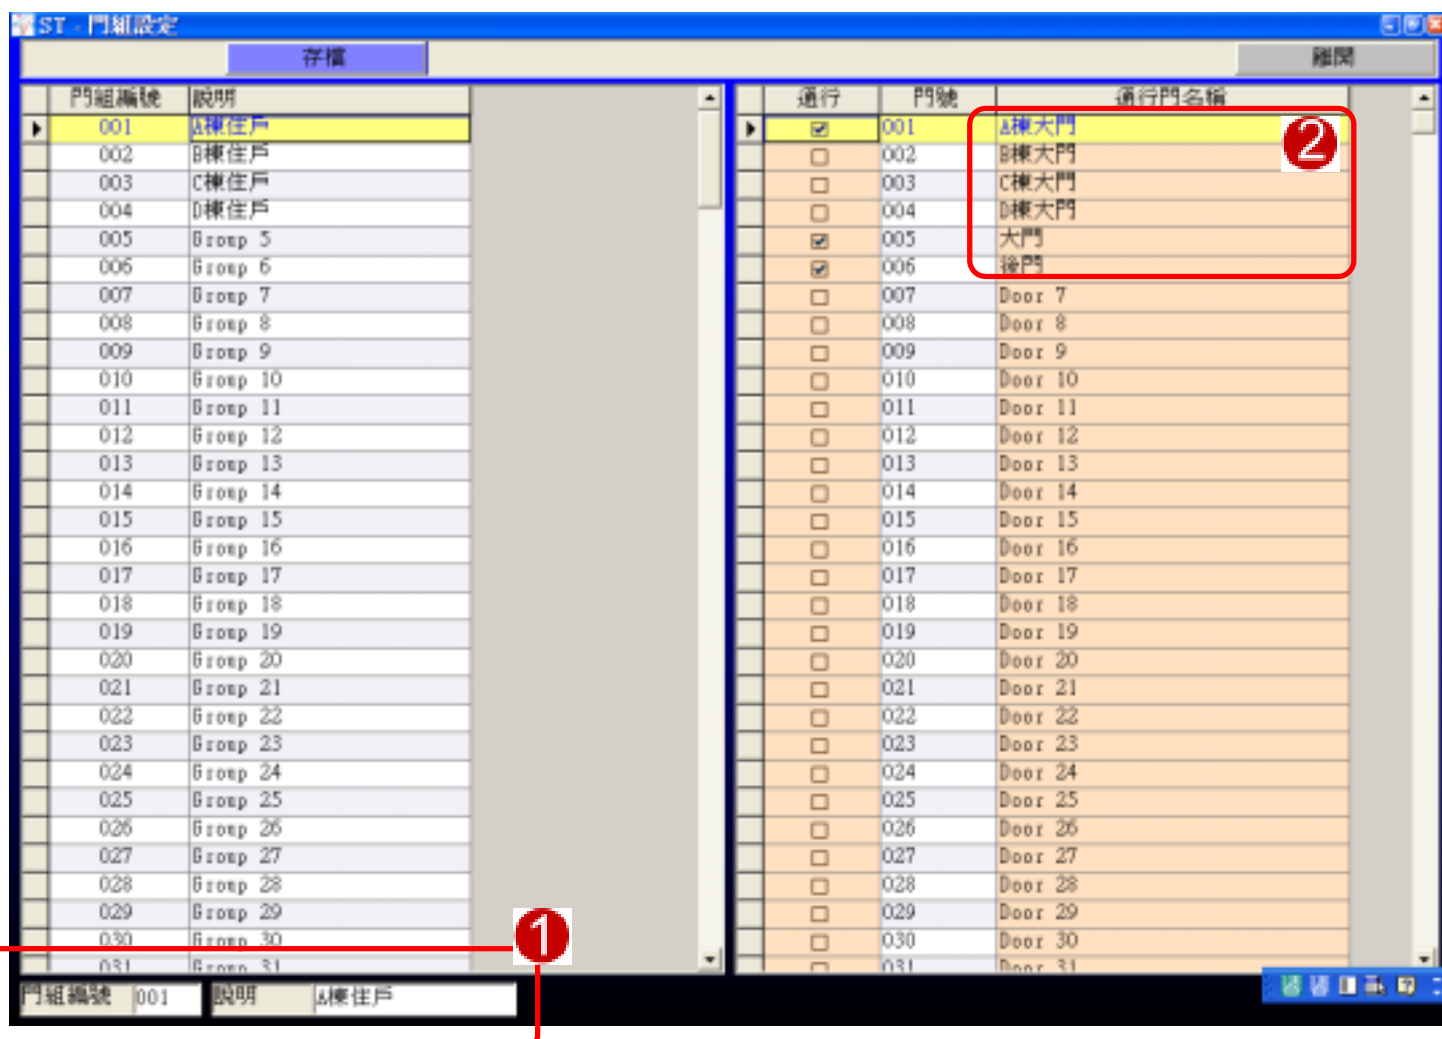 ST - 門組設定
存檔 離開
門組編號 說明 通行 門號 通行門名稱
001 A棟住戶 001 A棟大門
002 B棟住戶 002 B棟大門
003 C棟住戶 003 C棟大門
004 D棟住戶 004 D棟大門
005 Group 5 005 大門
006 Group 6 006 後門
007 Group 7 007 Door 7
008 Group 8 008 Door 8
009 Group 9 009 Door 9
010 Group 10 010 Door 10
011 Group 11 011 Door 11
012 Group 12 012 Door 12
013 Group 13 013 Door 13
014 Group 14 014 Door 14
015 Group 15 015 Door 15
016 Group 16 016 Door 16
017 Group 17 017 Door 17
018 Group 18 018 Door 18
019 Group 19 019 Door 19
020 Group 20 020 Door 20
021 Group 21 021 Door 21
022 Group 22 022 Door 22
023 Group 23 023 Door 23
024 Group 24 024 Door 24
025 Group 25 025 Door 25
026 Group 26 026 Door 26
027 Group 27 027 Door 27
028 Group 28 028 Door 28
029 Group 29 029 Door 29
030 Group 30 030 Door 30
031 Group 31 031 Door 31
門組編號 001 說明 A棟住戶
1
2